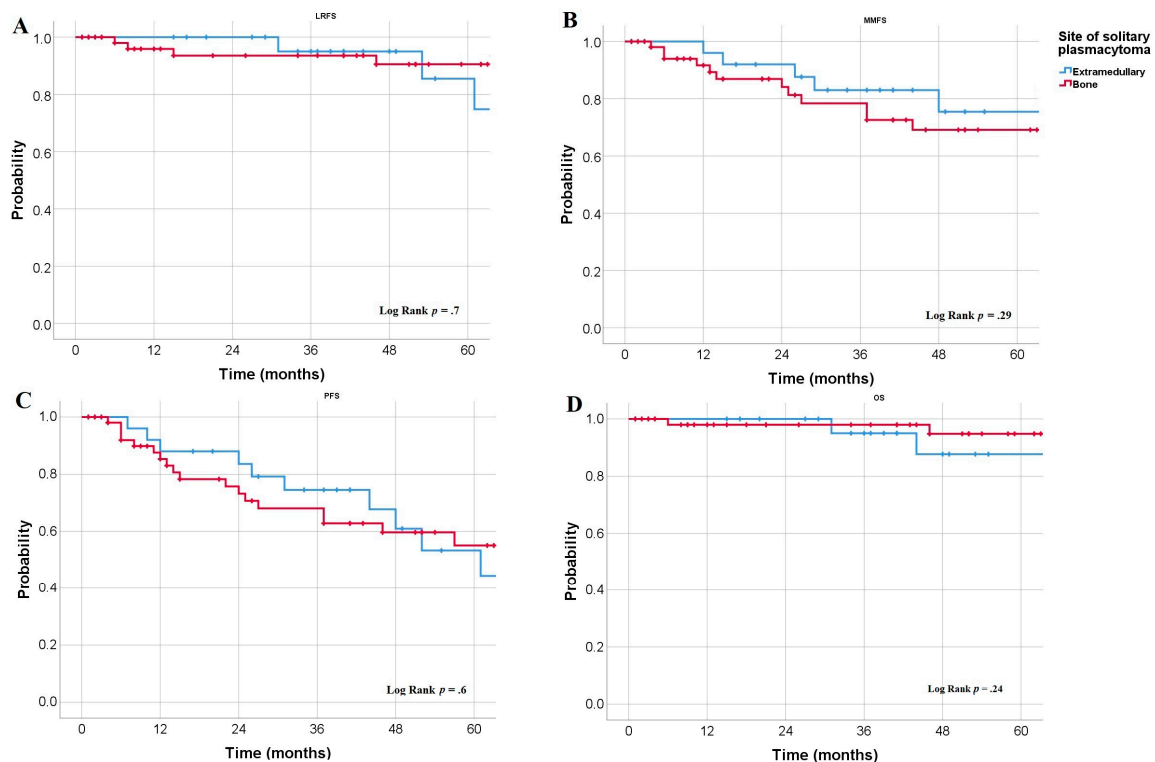 A
LRFS
Probability
1.0
0.8
0.6
0.4
0.2
0.0
Log Rank p = .7
0 12 24 36 48 60
Time (months)
B
MMFS
Probability
1.0
0.8
0.6
0.4
0.2
0.0
Log Rank p = .29
0 12 24 36 48 60
Time (months)
Site of solitary
plasmacytoma
Extramedullary
Bone
C
PFS
Probability
1.0
0.8
0.6
0.4
0.2
0.0
Log Rank p = .6
0 12 24 36 48 60
Time (months)
D
OS
Probability
1.0
0.8
0.6
0.4
0.2
0.0
Log Rank p = .24
0 12 24 36 48 60
Time (months)